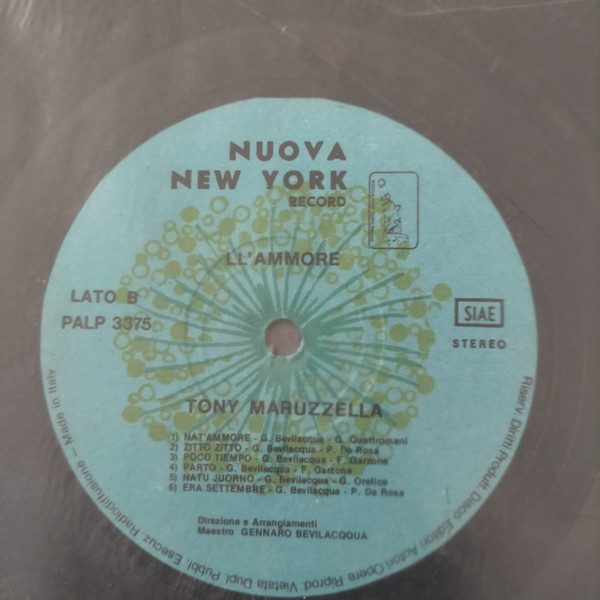 NUOVA
NEW YORK
RECORD
LL'AMMORE
LATO B
PALP 3375
SIAE
STEREO
TONY MARUZZELLA
1) NAT'AMMORE - G. Bevilacqua - G. Quattromani
2) ZITTO ZITTO - G. Bevilacqua - P. De Rosa
3) POCO TIEMPO - G. Bevilacqua - F. Garzone
4) PARTO - G. Bevilacqua - F. Garzone
5) NATU JUORNO - G. Bevilacqua - G. Orefice
6) ERA SETTEMBRE - G. Bevilacqua - P. De Rosa
Direzione e Arrangiamenti
Maestro GENNARO BEVILACQQUA
Riserv. Diritti Produtt. Disco Editori Autori Opere Riprod. Vietata Dupl. Pubbl. Esecuz. Radiodiffusione - Made in Italy